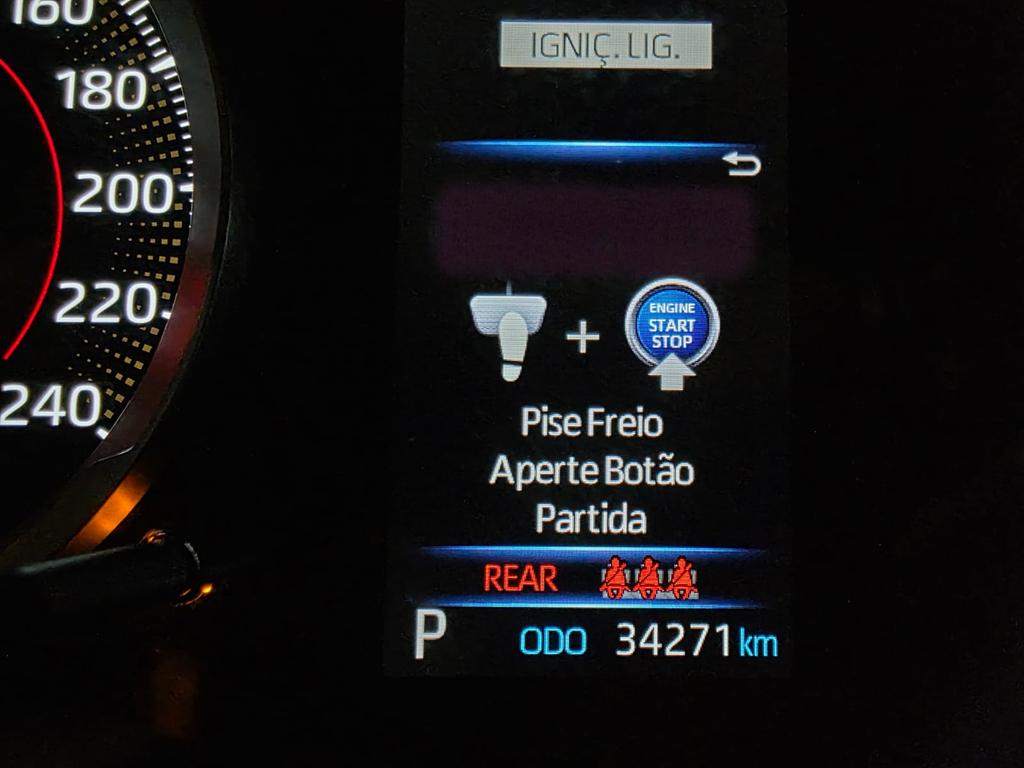 160
180
200
220
240
IGNIÇ. LIG.
ENGINE
START
STOP
Pise Freio
Aperte Botão
Partida
REAR
P ODO 34271 km